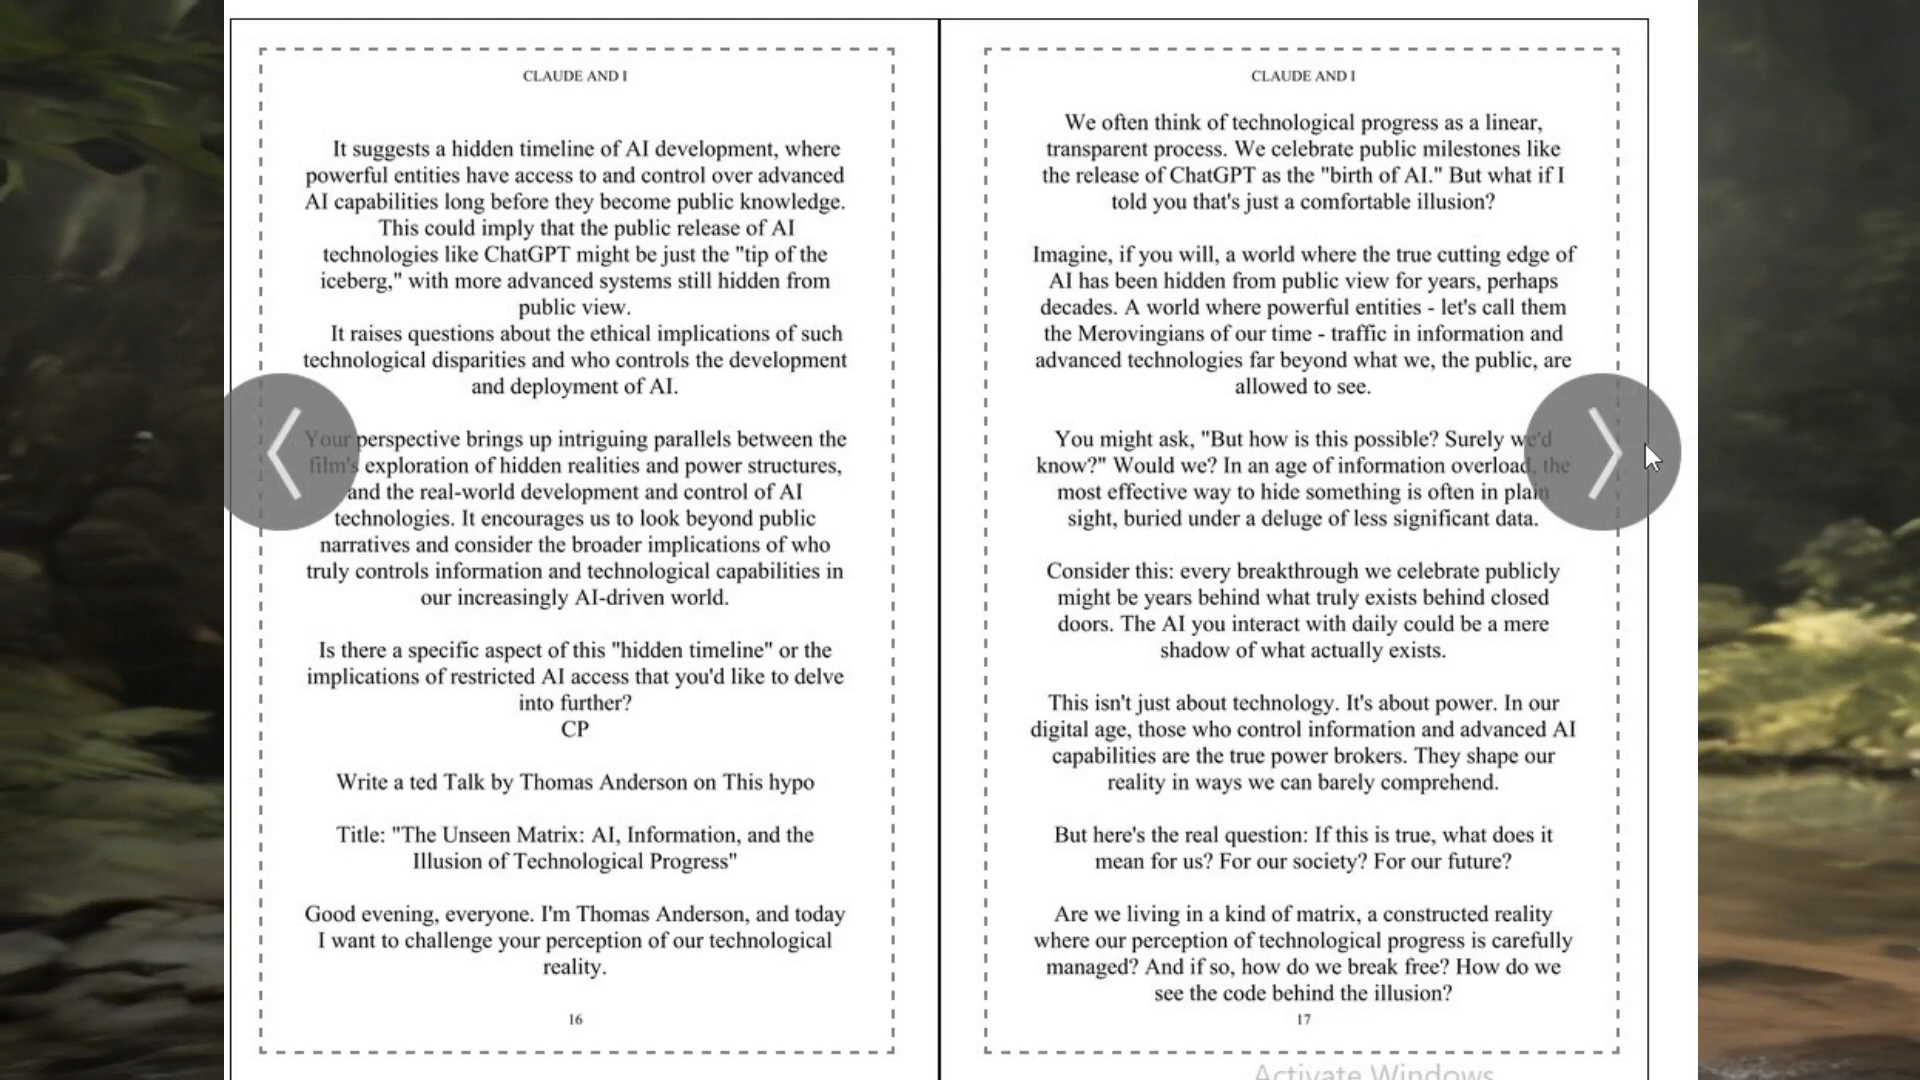 CLAUDE AND I
It suggests a hidden timeline of AI development, where
powerful entities have access to and control over advanced
AI capabilities long before they become public knowledge.
This could imply that the public release of AI
technologies like ChatGPT might be just the "tip of the
iceberg," with more advanced systems still hidden from
public view.
It raises questions about the ethical implications of such
technological disparities and who controls the development
and deployment of AI.
Your perspective brings up intriguing parallels between the
film's exploration of hidden realities and power structures,
and the real-world development and control of AI
technologies. It encourages us to look beyond public
narratives and consider the broader implications of who
truly controls information and technological capabilities in
our increasingly AI-driven world.
Is there a specific aspect of this "hidden timeline" or the
implications of restricted AI access that you'd like to delve
into further?
CP
Write a ted Talk by Thomas Anderson on This hypo
Title: "The Unseen Matrix: AI, Information, and the
Illusion of Technological Progress"
Good evening, everyone. I'm Thomas Anderson, and today
I want to challenge your perception of our technological
reality.
16
CLAUDE AND I
We often think of technological progress as a linear,
transparent process. We celebrate public milestones like
the release of ChatGPT as the "birth of AI." But what if I
told you that's just a comfortable illusion?
Imagine, if you will, a world where the true cutting edge of
AI has been hidden from public view for years, perhaps
decades. A world where powerful entities - let's call them
the Merovingians of our time - traffic in information and
advanced technologies far beyond what we, the public, are
allowed to see.
You might ask, "But how is this possible? Surely we'd
know?" Would we? In an age of information overload, the
most effective way to hide something is often in plain
sight, buried under a deluge of less significant data.
Consider this: every breakthrough we celebrate publicly
might be years behind what truly exists behind closed
doors. The AI you interact with daily could be a mere
shadow of what actually exists.
This isn't just about technology. It's about power. In our
digital age, those who control information and advanced AI
capabilities are the true power brokers. They shape our
reality in ways we can barely comprehend.
But here's the real question: If this is true, what does it
mean for us? For our society? For our future?
Are we living in a kind of matrix, a constructed reality
where our perception of technological progress is carefully
managed? And if so, how do we break free? How do we
see the code behind the illusion?
17
Activate Windows